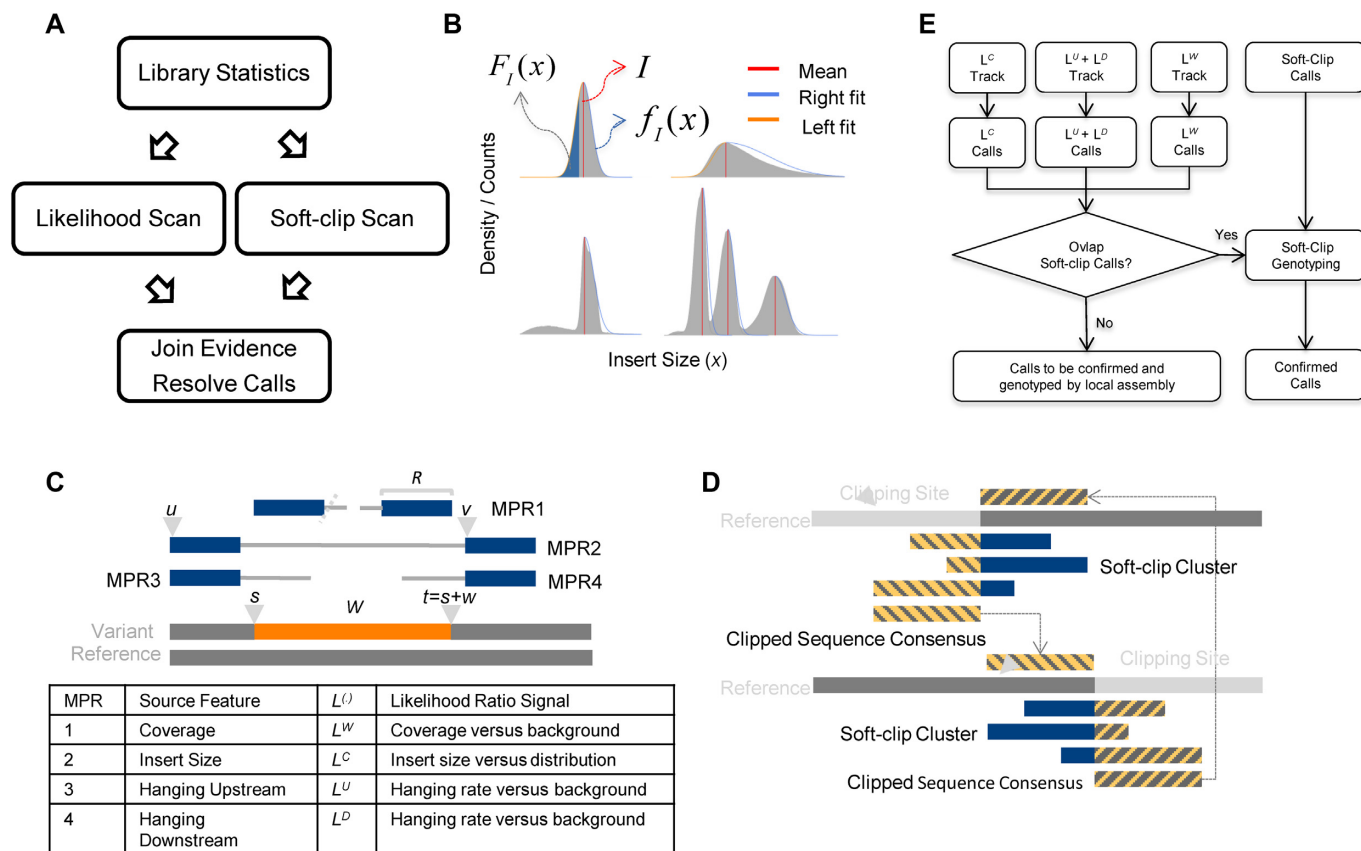 A
Library Statistics
Likelihood Scan
Soft-clip Scan
Join Evidence
Resolve Calls
B
F_I(x)
I
f_I(x)
Mean
Right fit
Left fit
Density / Counts
Insert Size (x)
E
L^C
Track
L^U + L^D
Track
L^W
Track
Soft-Clip
Calls
L^C
Calls
L^U + L^D
Calls
L^W
Calls
Ovlap
Soft-clip Calls?
Yes
Soft-Clip
Genotyping
No
Calls to be confirmed and
genotyped by local assembly
Confirmed
Calls
C
R
MPR1
u
v
MPR2
MPR3
MPR4
s
W
t=s+w
Variant
Reference
MPR Source Feature L^(.) Likelihood Ratio Signal
1 Coverage L^W Coverage versus background
2 Insert Size L^C Insert size versus distribution
3 Hanging Upstream L^U Hanging rate versus background
4 Hanging Downstream L^D Hanging rate versus background
D
Clipping Site
Reference
Soft-clip Cluster
Clipped Sequence Consensus
Clipping Site
Reference
Soft-clip Cluster
Clipped Sequence Consensus